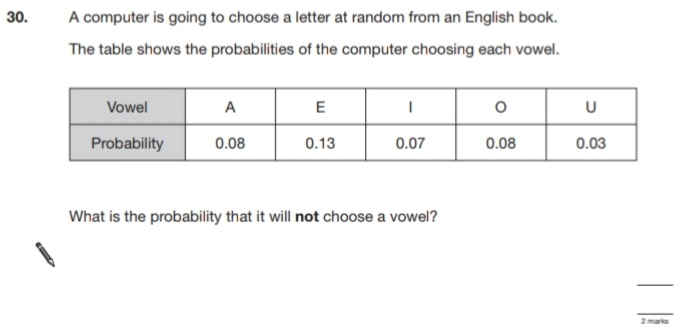 30. A computer is going to choose a letter at random from an English book.
The table shows the probabilities of the computer choosing each vowel.
Vowel A E I O U
Probability 0.08 0.13 0.07 0.08 0.03
What is the probability that it will not choose a vowel?
2 marks